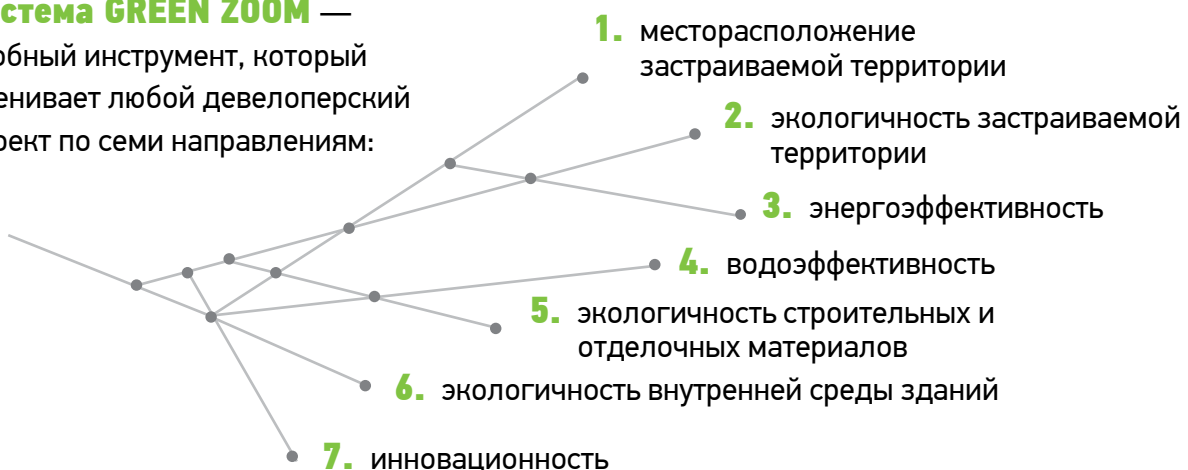 стема GREEN ZOOM —
обный инструмент, который
енивает любой девелоперский
оект по семи направлениям:
1. месторасположение
застраиваемой территории
2. экологичность застраиваемой
территории
3. энергоэффективность
4. водоэффективность
5. экологичность строительных и
отделочных материалов
6. экологичность внутренней среды зданий
7. инновационность